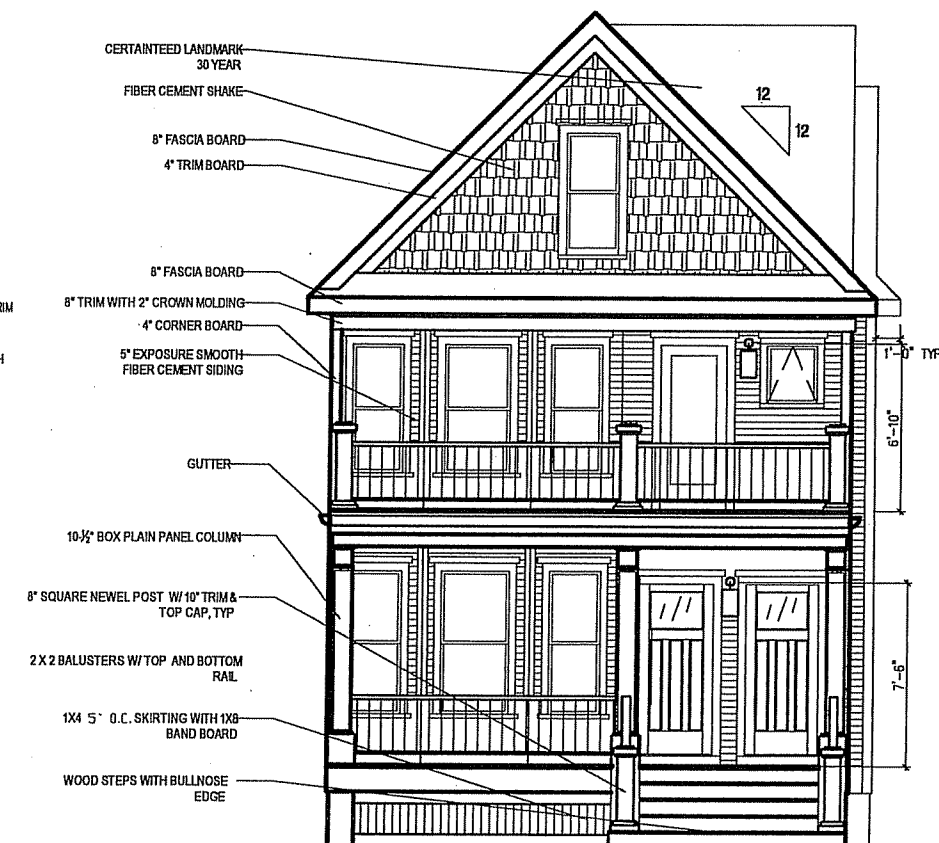 CERTAINTEED LANDMARK
30 YEAR
FIBER CEMENT SHAKE
8" FASCIA BOARD
4" TRIM BOARD
12
12
8" FASCIA BOARD
8" TRIM WITH 2" CROWN MOLDING
RIM
4" CORNER BOARD
H
5" EXPOSURE SMOOTH
FIBER CEMENT SIDING
1'-0" TYP
6'-10"
GUTTER
10-½" BOX PLAIN PANEL COLUMN
8" SQUARE NEWEL POST W/ 10" TRIM &
TOP CAP, TYP
2 X 2 BALUSTERS W/ TOP AND BOTTOM
RAIL
7'-6"
1X4 5" O.C. SKIRTING WITH 1X8
BAND BOARD
WOOD STEPS WITH BULLNOSE
EDGE